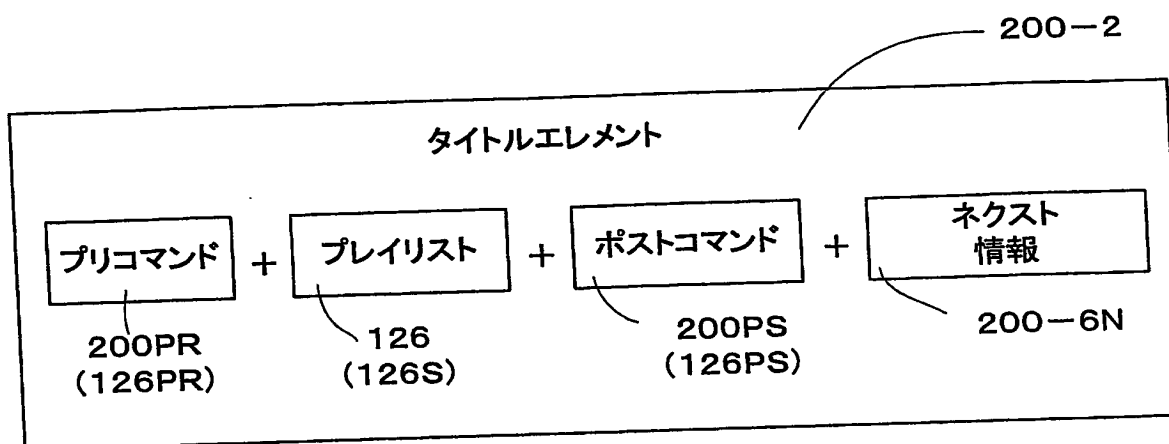 200-2
タイトルエレメント
プリコマンド + プレイリスト + ポストコマンド + ネクスト
情報
200PR
(126PR)
126
(126S)
200PS
(126PS)
200-6N